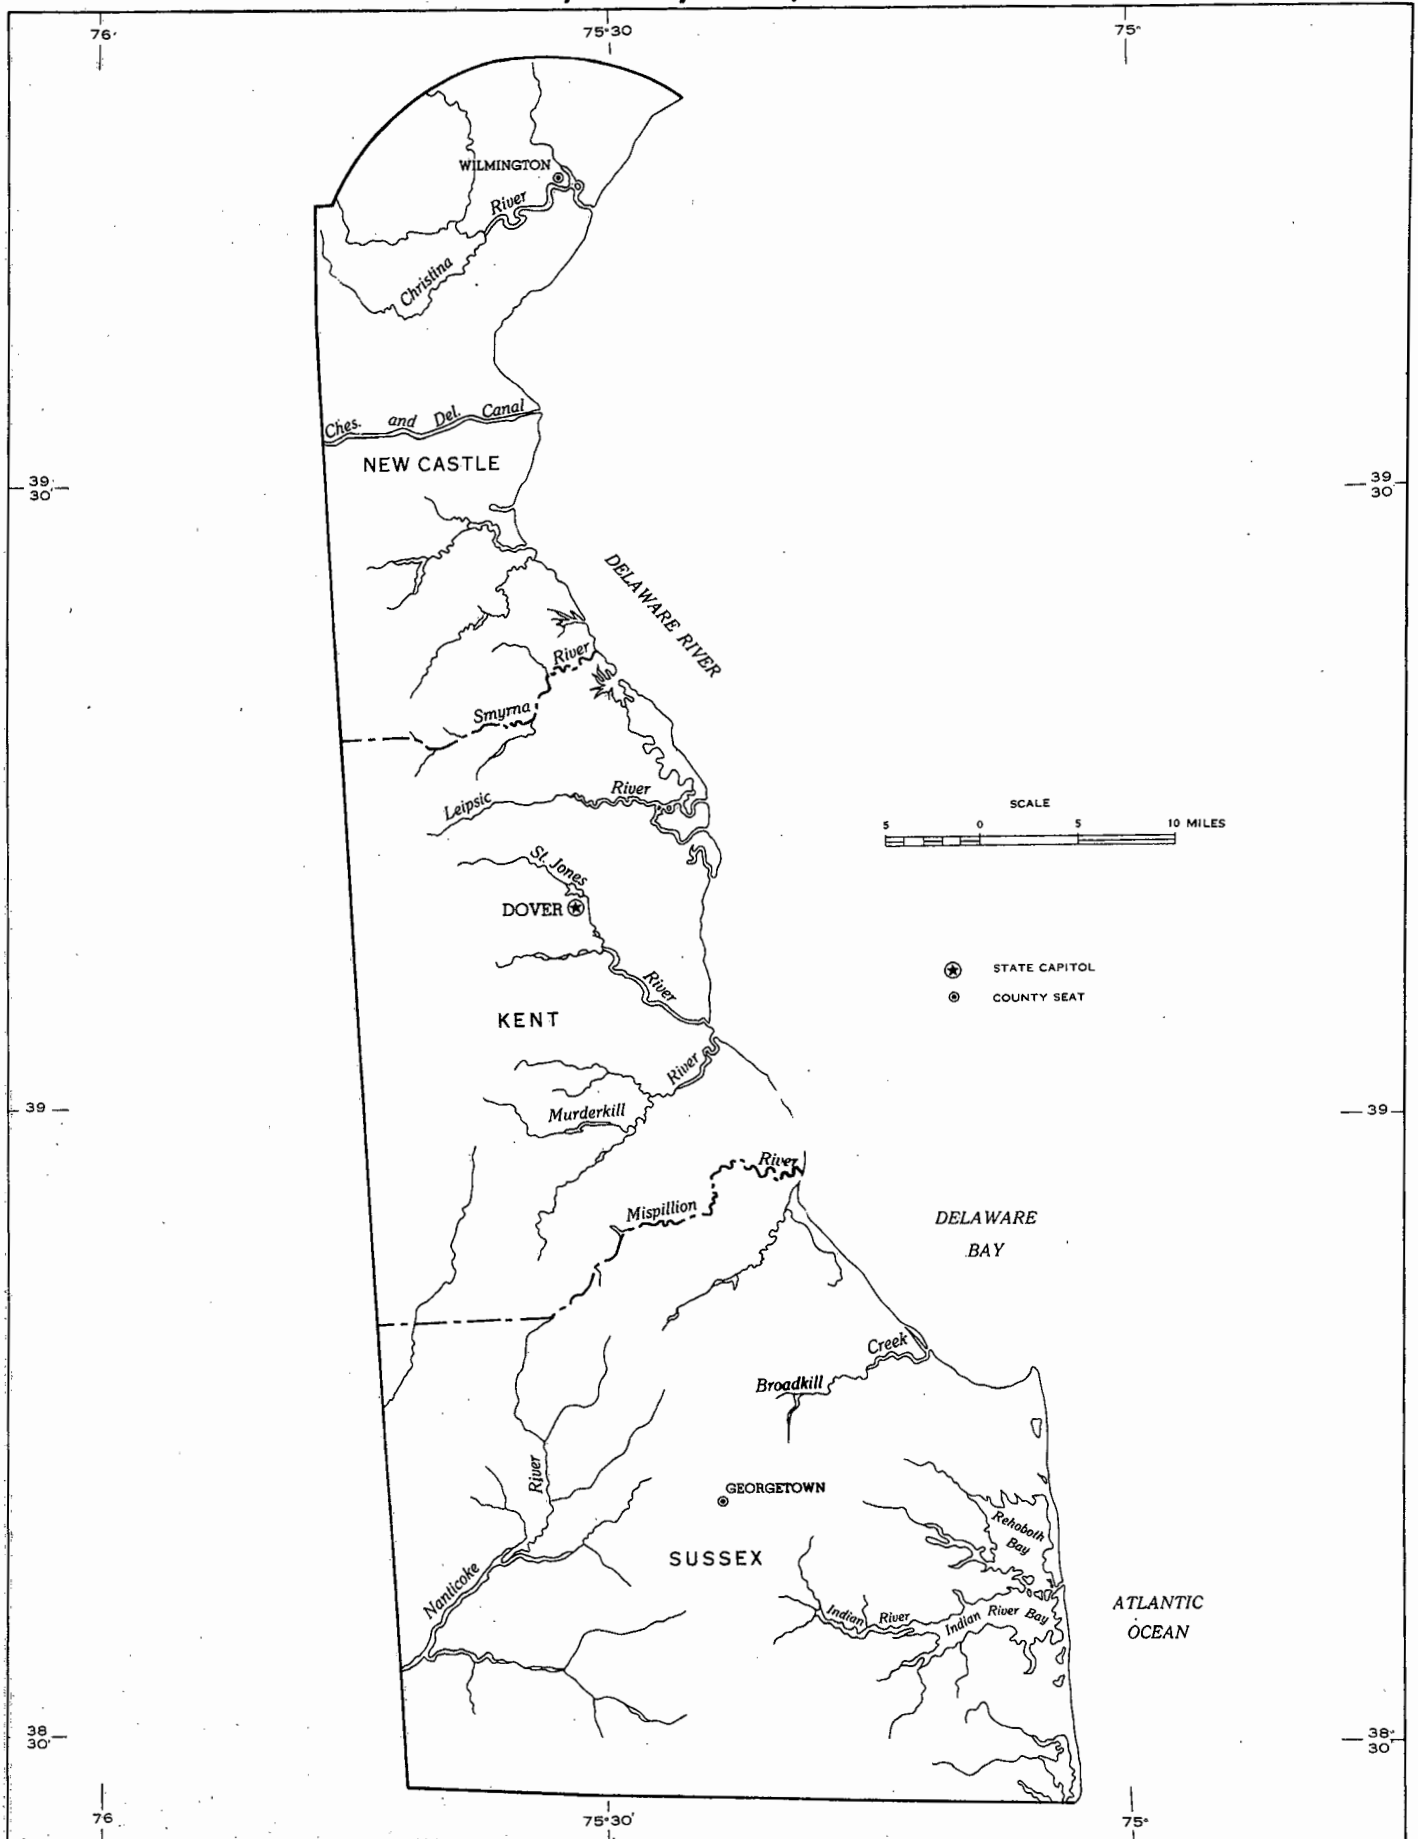 76°
75°30
75°
WILMINGTON
River
Christina
Ches. and Del. Canal
NEW CASTLE
39°
30'
39
30'
DELAWARE RIVER
River
Smyrna
River
Leipsic
SCALE
5 0 5 10 MILES
St. Jones
DOVER
River
STATE CAPITOL
COUNTY SEAT
KENT
River
Murderkill
39
39
River
Mispillion
DELAWARE
BAY
Creek
Broadkill
River
GEORGETOWN
Rehoboth
Bay
SUSSEX
Nanticoke
Indian River
Indian River Bay
ATLANTIC
OCEAN
38
30'
38°
30'
76
75°30'
75°